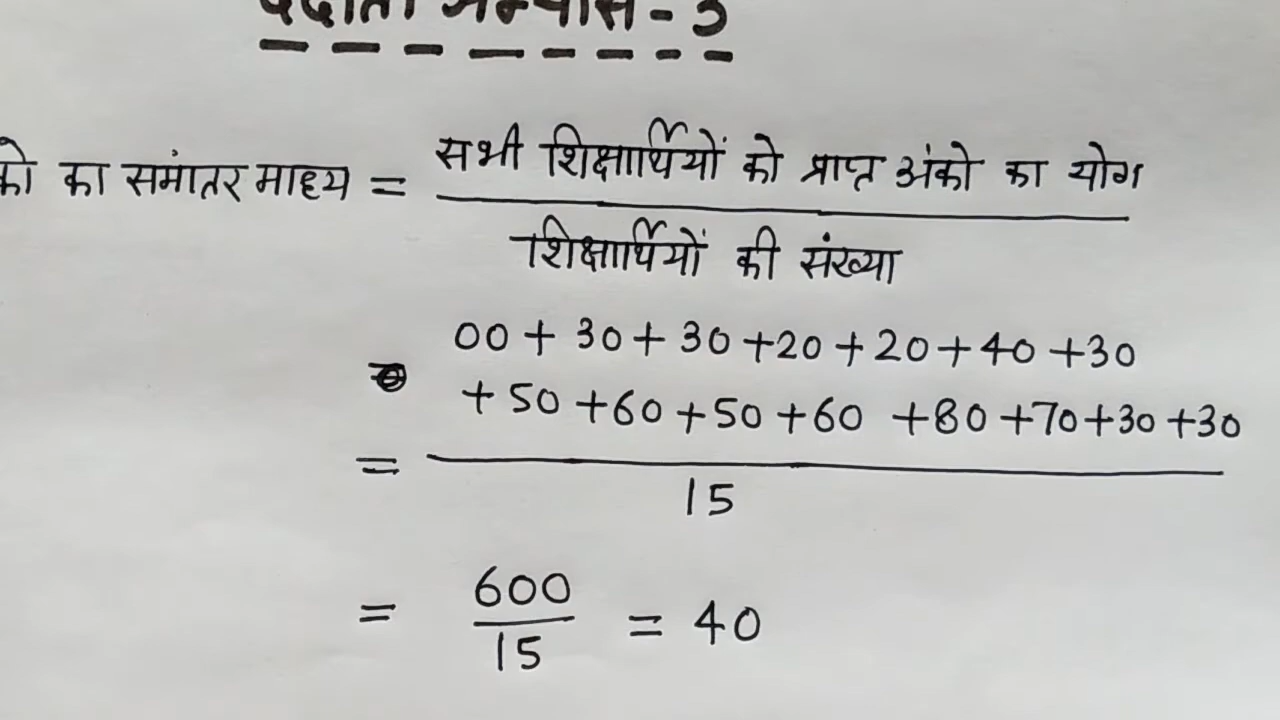 - 3
का समांतर माध्य = सभी शिक्षार्थियों को प्राप्त अंको का योग
शिक्षार्थियों की संख्या
00 + 30 + 30 + 20 + 20 + 40 + 30
+ 50 + 60 + 50 + 60 + 80 + 70 + 30 + 30
=
15
= 600
15
= 40